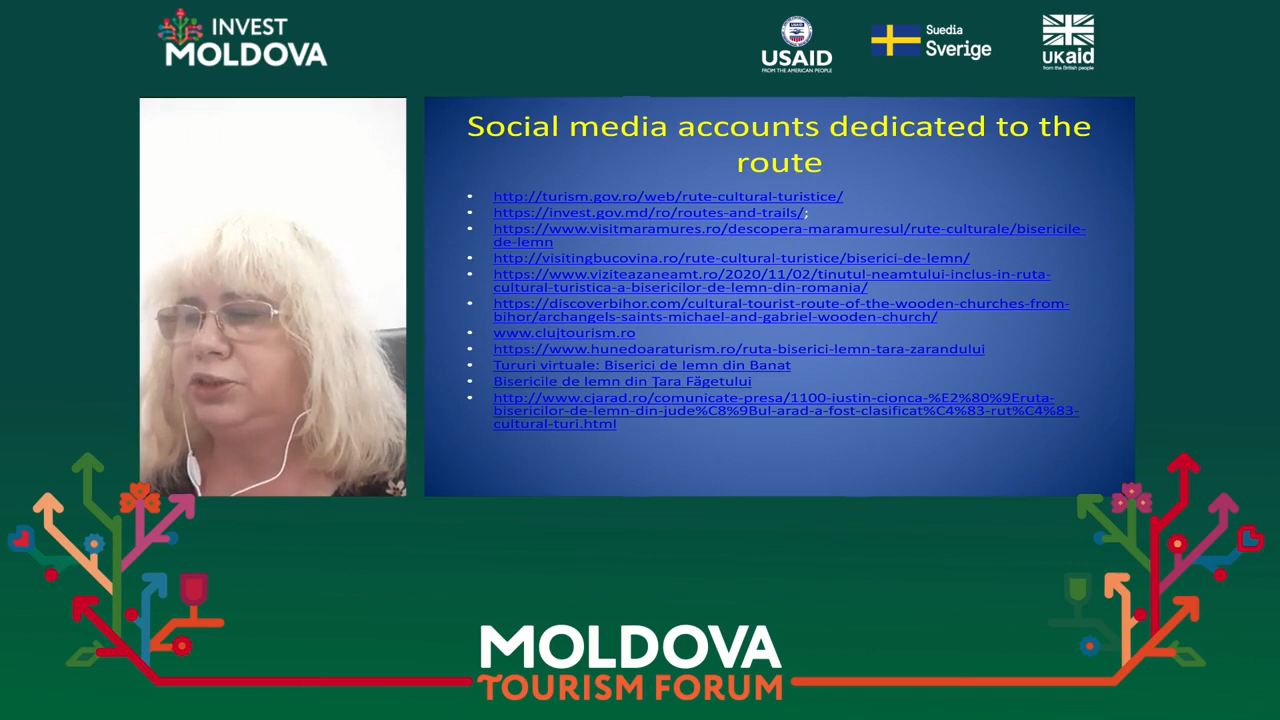 INVEST
MOLDOVA
USAID
FROM THE AMERICAN PEOPLE
Suedia
Sverige
UKaid
from the British people
Social media accounts dedicated to the
route
• http://turism.gov.ro/web/rute-cultural-turistice/
• https://invest.gov.md/ro/routes-and-trails/;
• https://www.visitmaramures.ro/descopera-maramuresul/rute-culturale/bisericile-
de-lemn
• http://visitingbucovina.ro/rute-cultural-turistice/biserici-de-lemn/
• https://www.viziteazaneamt.ro/2020/11/02/tinutul-neamtului-inclus-in-ruta-
cultural-turistica-a-bisericilor-de-lemn-din-romania/
• https://discoverbihor.com/cultural-tourist-route-of-the-wooden-churches-from-
bihor/archangels-saints-michael-and-gabriel-wooden-church/
• www.clujtourism.ro
• https://www.hunedoaraturism.ro/ruta-biserici-lemn-tara-zarandului
• Tururi virtuale: Biserici de lemn din Banat
• Bisericile de lemn din Țara Făgetului
• http://www.cjarad.ro/comunicate-presa/1100-iustin-cionca-%E2%80%9Eruta-
bisericilor-de-lemn-din-jude%C8%9Bul-arad-a-fost-clasificat%C4%83-rut%C4%83-
cultural-turi.html
MOLDOVA
TOURISM FORUM